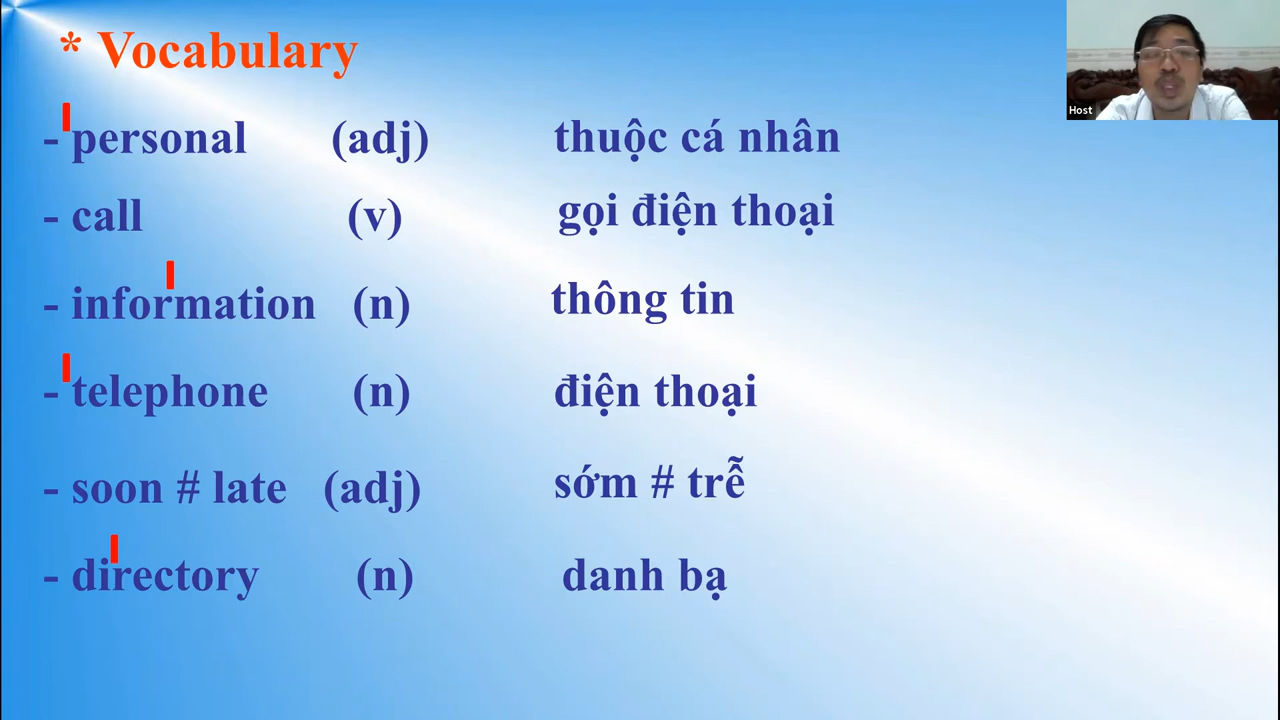 * Vocabulary
Host
- personal (adj) thuộc cá nhân
- call (v) gọi điện thoại
- information (n) thông tin
- telephone (n) điện thoại
- soon # late (adj) sớm # trễ
- directory (n) danh bạ